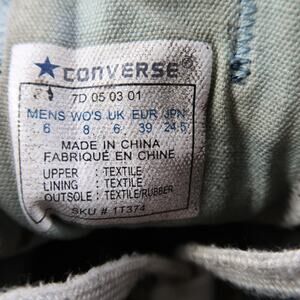 CONVERSE®
7D 05 03 01
MENS WO'S UK EUR JPN
6 8 6 39 24.5
MADE IN CHINA
FABRIQUÉ EN CHINE
UPPER : TEXTILE
LINING : TEXTILE
OUTSOLE : TEXTILE/RUBBER
SKU # 1T374